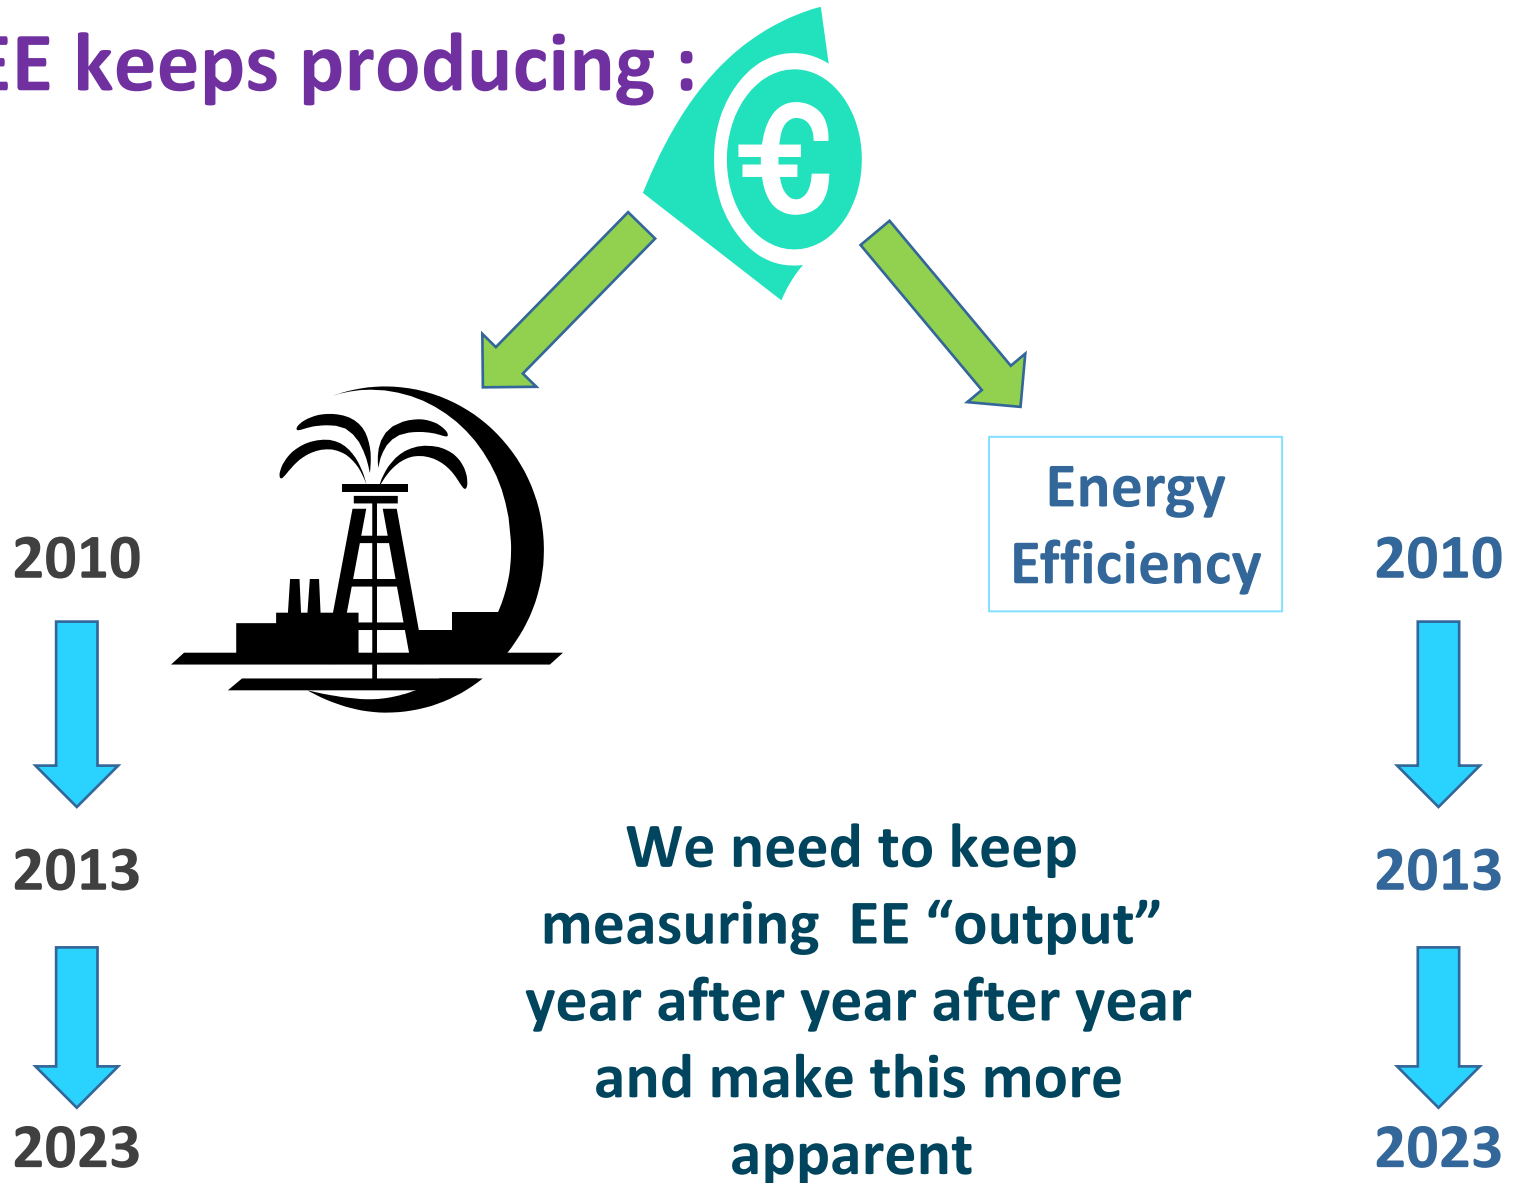 EE keeps producing :
€
Energy
Efficiency
2010
2010
2013
2013
We need to keep
measuring  EE “output”
year after year after year
and make this more
apparent
2023
2023